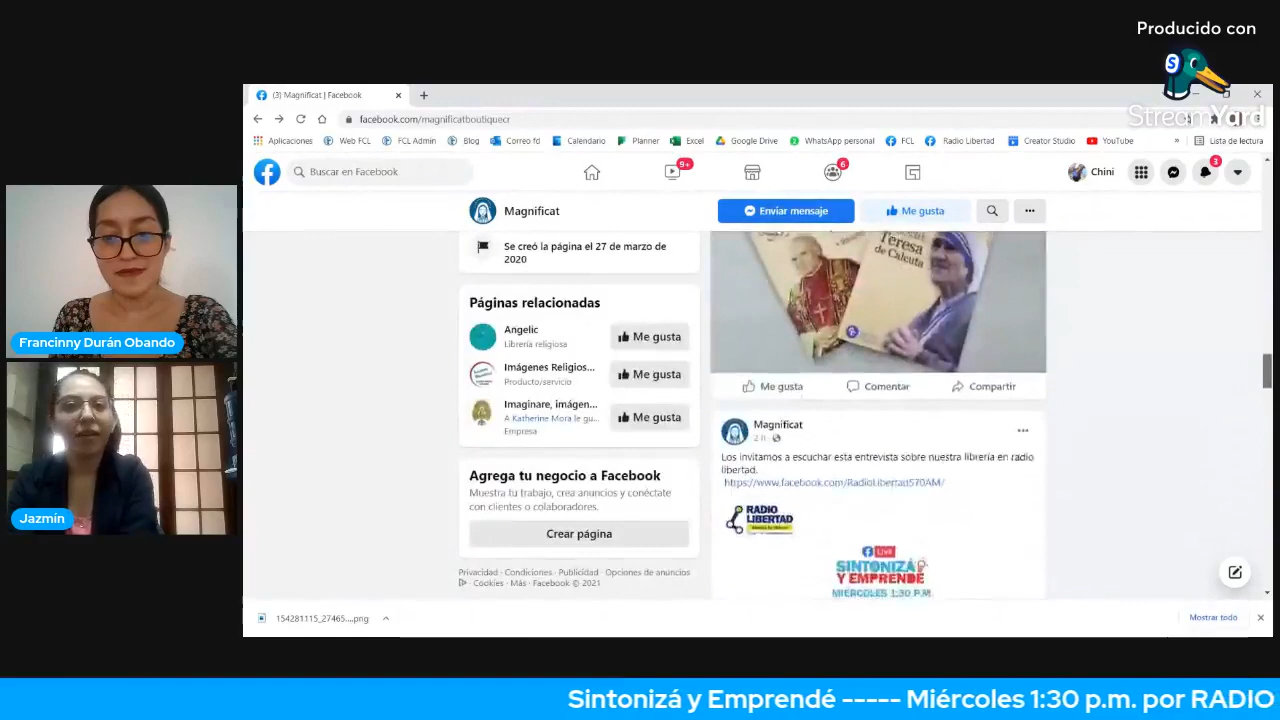 Producido con
StreamYard
(3) Magnificat | Facebook
facebook.com/magnificatboutiquecr
Aplicaciones Web FCL FCL Admin Blog Correo fd Calendario Planner Excel Google Drive WhatsApp personal FCL Radio Libertad Creator Studio YouTube » Lista de lectura
Buscar en Facebook
9+
6
Chini
3
Magnificat
Enviar mensaje
Me gusta
Se creó la página el 27 de marzo de
2020
Páginas relacionadas
Angelic
Librería religiosa
Me gusta
Imágenes Religios...
Producto/servicio
Me gusta
Imaginare, imágen...
A Katherine Mora le gu...
Empresa
Me gusta
Agrega tu negocio a Facebook
Muestra tu trabajo, crea anuncios y conéctate
con clientes o colaboradores.
Crear página
Privacidad · Condiciones · Publicidad · Opciones de anuncios
· Cookies · Más · Facebook © 2021
Teresa
de Calcuta
Me gusta Comentar Compartir
Magnificat
2 h ·
Los invitamos a escuchar esta entrevista sobre nuestra librería en radio
libertad.
https://www.facebook.com/RadioLibertad570AM/
RADIO
LIBERTAD
LIVE
SINTONIZÁ
Y EMPRENDÉ
MIÉRCOLES 1:30 P.M.
154281115_27465....png
Mostrar todo
Francinny Durán Obando
Jazmín
Sintonizá y Emprendé ----- Miércoles 1:30 p.m. por RADIO